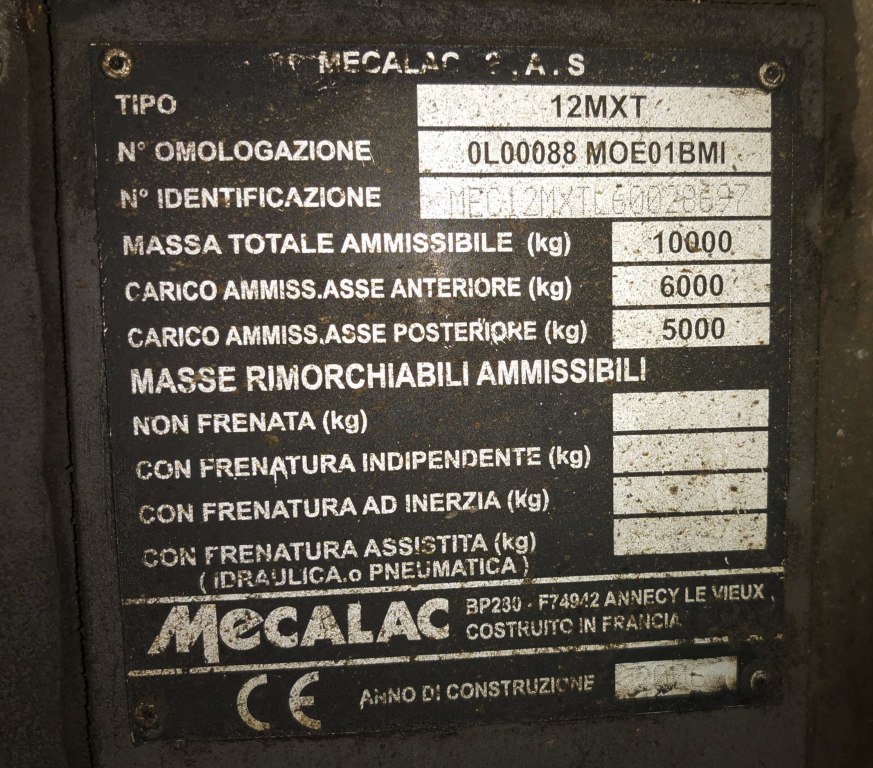 MECALAC S.A.S
TIPO 12MXT
N° OMOLOGAZIONE 0L00088 MOE01BMI
N° IDENTIFICAZIONE
MASSA TOTALE AMMISSIBILE (kg) 10000
CARICO AMMISS.ASSE ANTERIORE (kg) 6000
CARICO AMMISS.ASSE POSTERIORE (kg) 5000
MASSE RIMORCHIABILI AMMISSIBILI
NON FRENATA (kg)
CON FRENATURA INDIPENDENTE (kg)
CON FRENATURA AD INERZIA (kg)
CON FRENATURA ASSISTITA (kg)
(IDRAULICA.o PNEUMATICA)
MECALAC BP230 - F74942 ANNECY LE VIEUX
COSTRUITO IN FRANCIA
CE ANNO DI COSTRUZIONE